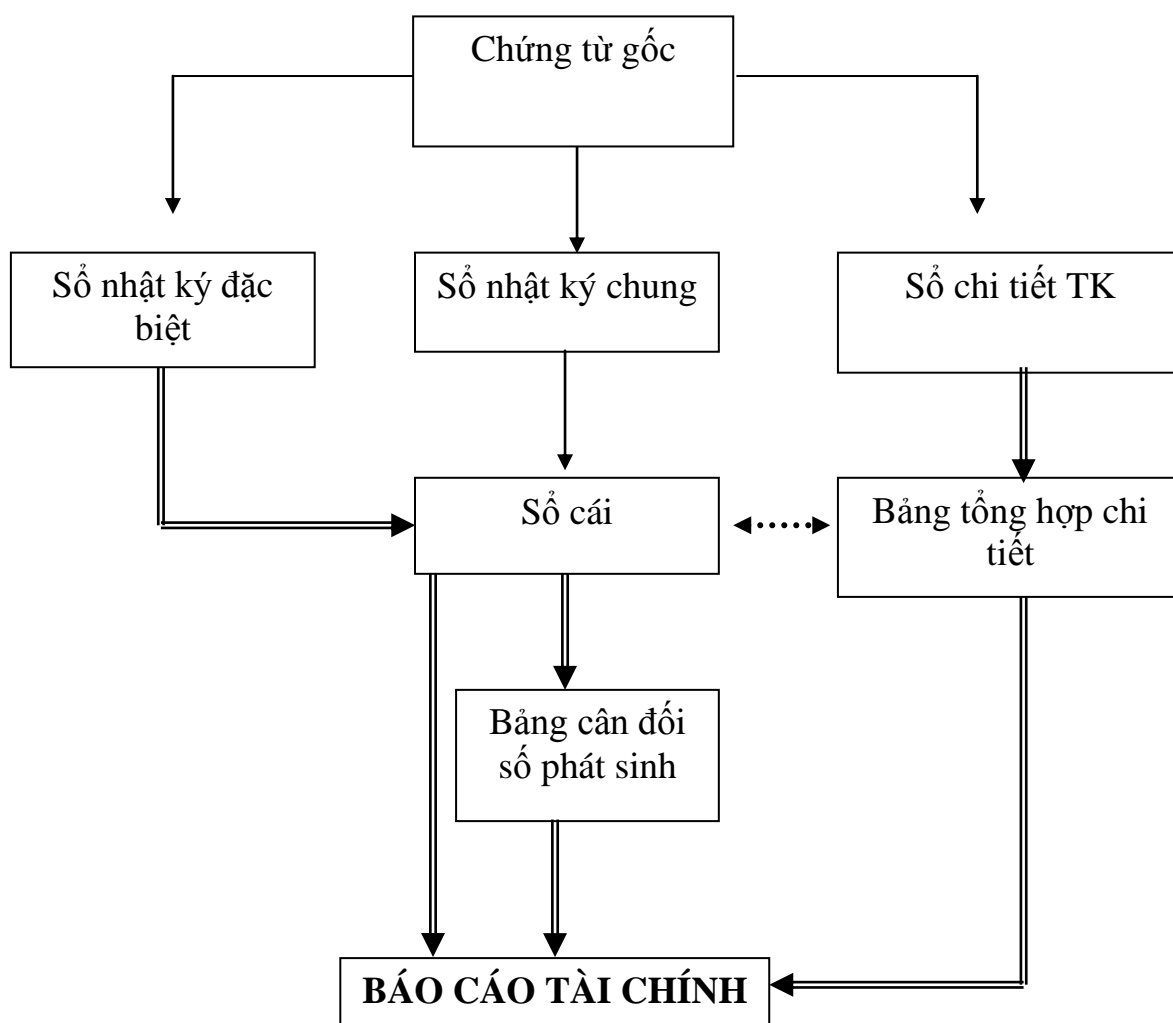 Chứng từ gốc
Sổ nhật ký đặc
biệt
Sổ nhật ký chung
Sổ chi tiết TK
Sổ cái
Bảng tổng hợp chi
tiết
Bảng cân đối
số phát sinh
BÁO CÁO TÀI CHÍNH